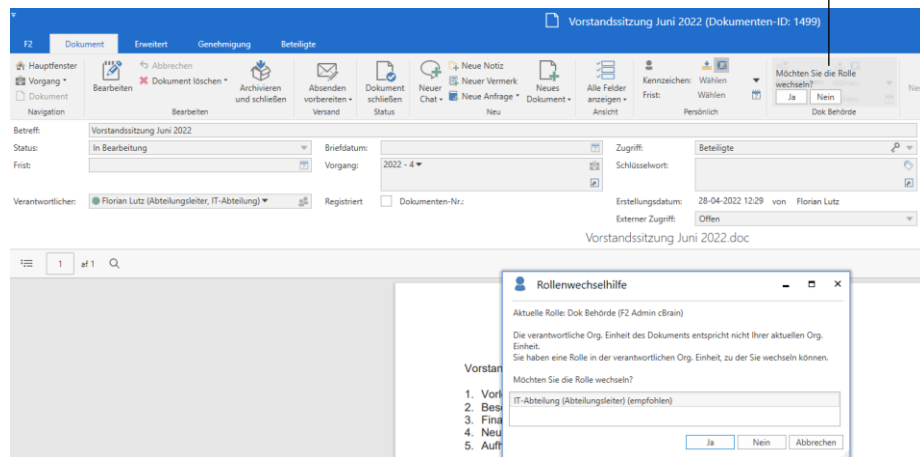 Vorstandssitzung Juni 2022 (Dokumenten-ID: 1499)
F2 Dokument Erweitert Genehmigung Beteiligte
Hauptfenster
Vorgang
Dokument
Navigation
Bearbeiten
Abbrechen
Dokument löschen
Archivieren
und schließen
Bearbeiten
Absenden
vorbereiten
Versand
Dokument
schließen
Status
Neuer
Chat
Neue Notiz
Neuer Vermerk
Neue Anfrage
Neues
Dokument
Neu
Alle Felder
anzeigen
Ansicht
Kennzeichen: Wählen
Frist: Wählen
Persönlich
Möchten Sie die Rolle
wechseln?
Ja Nein
Dok Behörde
Ne
Betreff: Vorstandssitzung Juni 2022
Status: In Bearbeitung Briefdatum: Zugriff: Beteiligte
Frist: Vorgang: 2022 - 4 Schlüsselwort:
Verantwortlicher: Florian Lutz (Abteilungsleiter, IT-Abteilung) Registriert Dokumenten-Nr.: Erstellungsdatum: 28-04-2022 12:29 von Florian Lutz
Externer Zugriff: Offen
Vorstandssitzung Juni 2022.doc
1 af 1
Rollenwechselhilfe
Aktuelle Rolle: Dok Behörde (F2 Admin cBrain)
Die verantwortliche Org. Einheit des Dokuments entspricht nicht Ihrer aktuellen Org.
Einheit.
Sie haben eine Rolle in der verantwortlichen Org. Einheit, zu der Sie wechseln können.
Möchten Sie die Rolle wechseln?
IT-Abteilung (Abteilungsleiter) (empfohlen)
Ja Nein Abbrechen
Vorstan
1. Vorl
2. Bes
3. Fina
4. Neu
5. Aufh